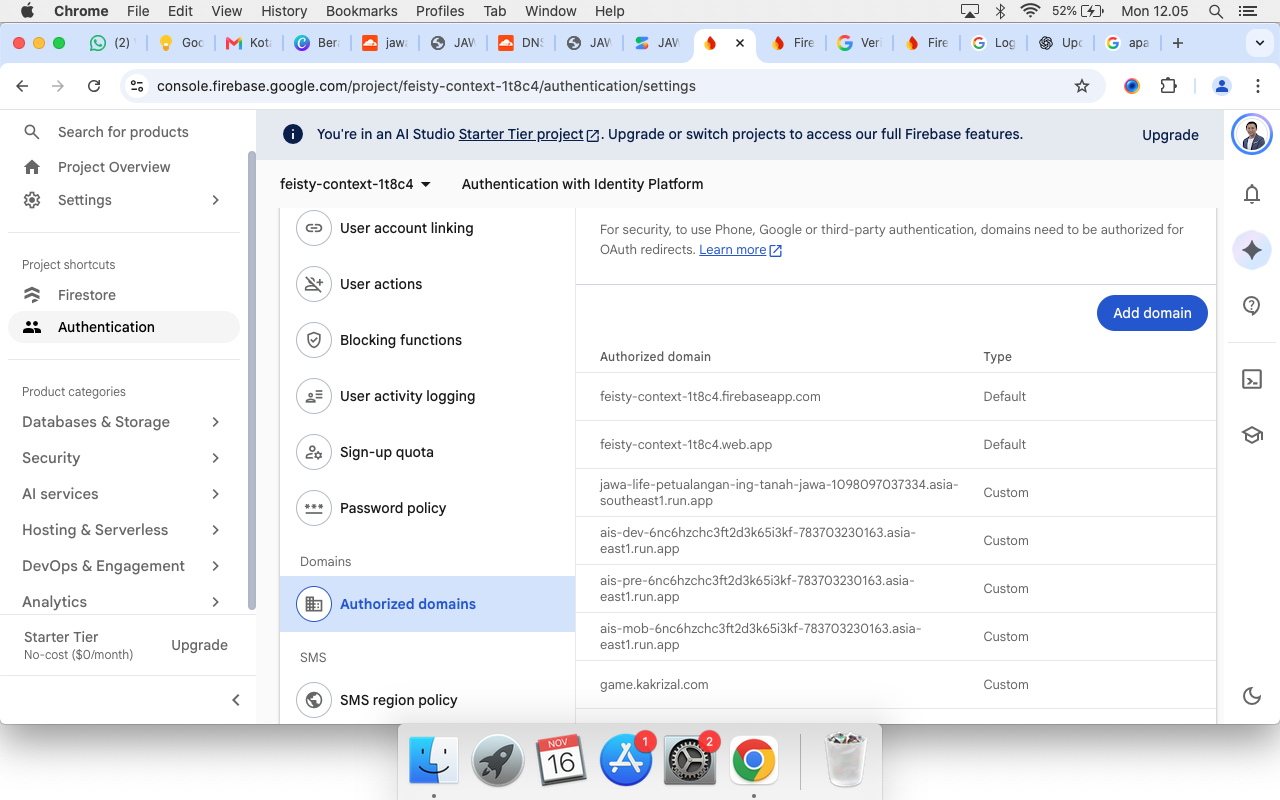 Chrome File Edit View History Bookmarks Profiles Tab Window Help 52% Mon 12.05
(2) Goo Kota Bera jaw JAW DNS JAW JAW Fire Veri Fire Log Upd apa
console.firebase.google.com/project/feisty-context-1t8c4/authentication/settings
Search for products
Project Overview
Settings
Project shortcuts
Firestore
Authentication
Product categories
Databases & Storage
Security
AI services
Hosting & Serverless
DevOps & Engagement
Analytics
Starter Tier
No-cost ($0/month)
Upgrade
You're in an AI Studio Starter Tier project. Upgrade or switch projects to access our full Firebase features. Upgrade
feisty-context-1t8c4 Authentication with Identity Platform
User account linking
User actions
Blocking functions
User activity logging
Sign-up quota
Password policy
Domains
Authorized domains
SMS
SMS region policy
For security, to use Phone, Google or third-party authentication, domains need to be authorized for
OAuth redirects. Learn more
Add domain
Authorized domain Type
feisty-context-1t8c4.firebaseapp.com Default
feisty-context-1t8c4.web.app Default
jawa-life-petualangan-ing-tanah-jawa-1098097037334.asia-
southeast1.run.app Custom
ais-dev-6nc6hzchc3ft2d3k65i3kf-783703230163.asia-
east1.run.app Custom
ais-pre-6nc6hzchc3ft2d3k65i3kf-783703230163.asia-
east1.run.app Custom
ais-mob-6nc6hzchc3ft2d3k65i3kf-783703230163.asia-
east1.run.app Custom
game.kakrizal.com Custom
NOV
16
1
2